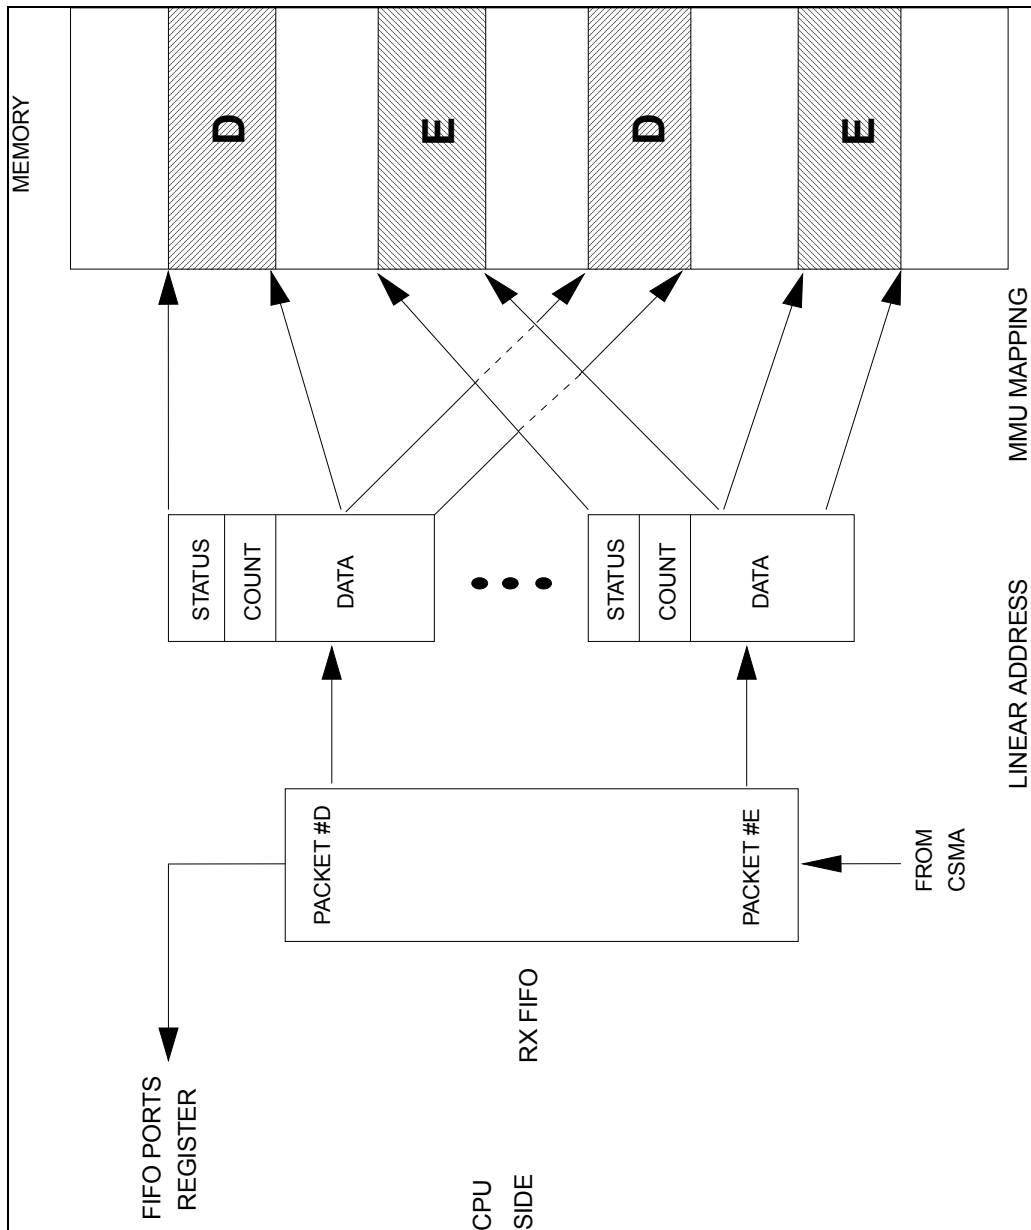 MEMORY
D
E
D
E
MMU MAPPING
STATUS
COUNT
DATA
STATUS
COUNT
DATA
LINEAR ADDRESS
PACKET #D
PACKET #E
FROM
CSMA
RX FIFO
FIFO PORTS
REGISTER
CPU
SIDE